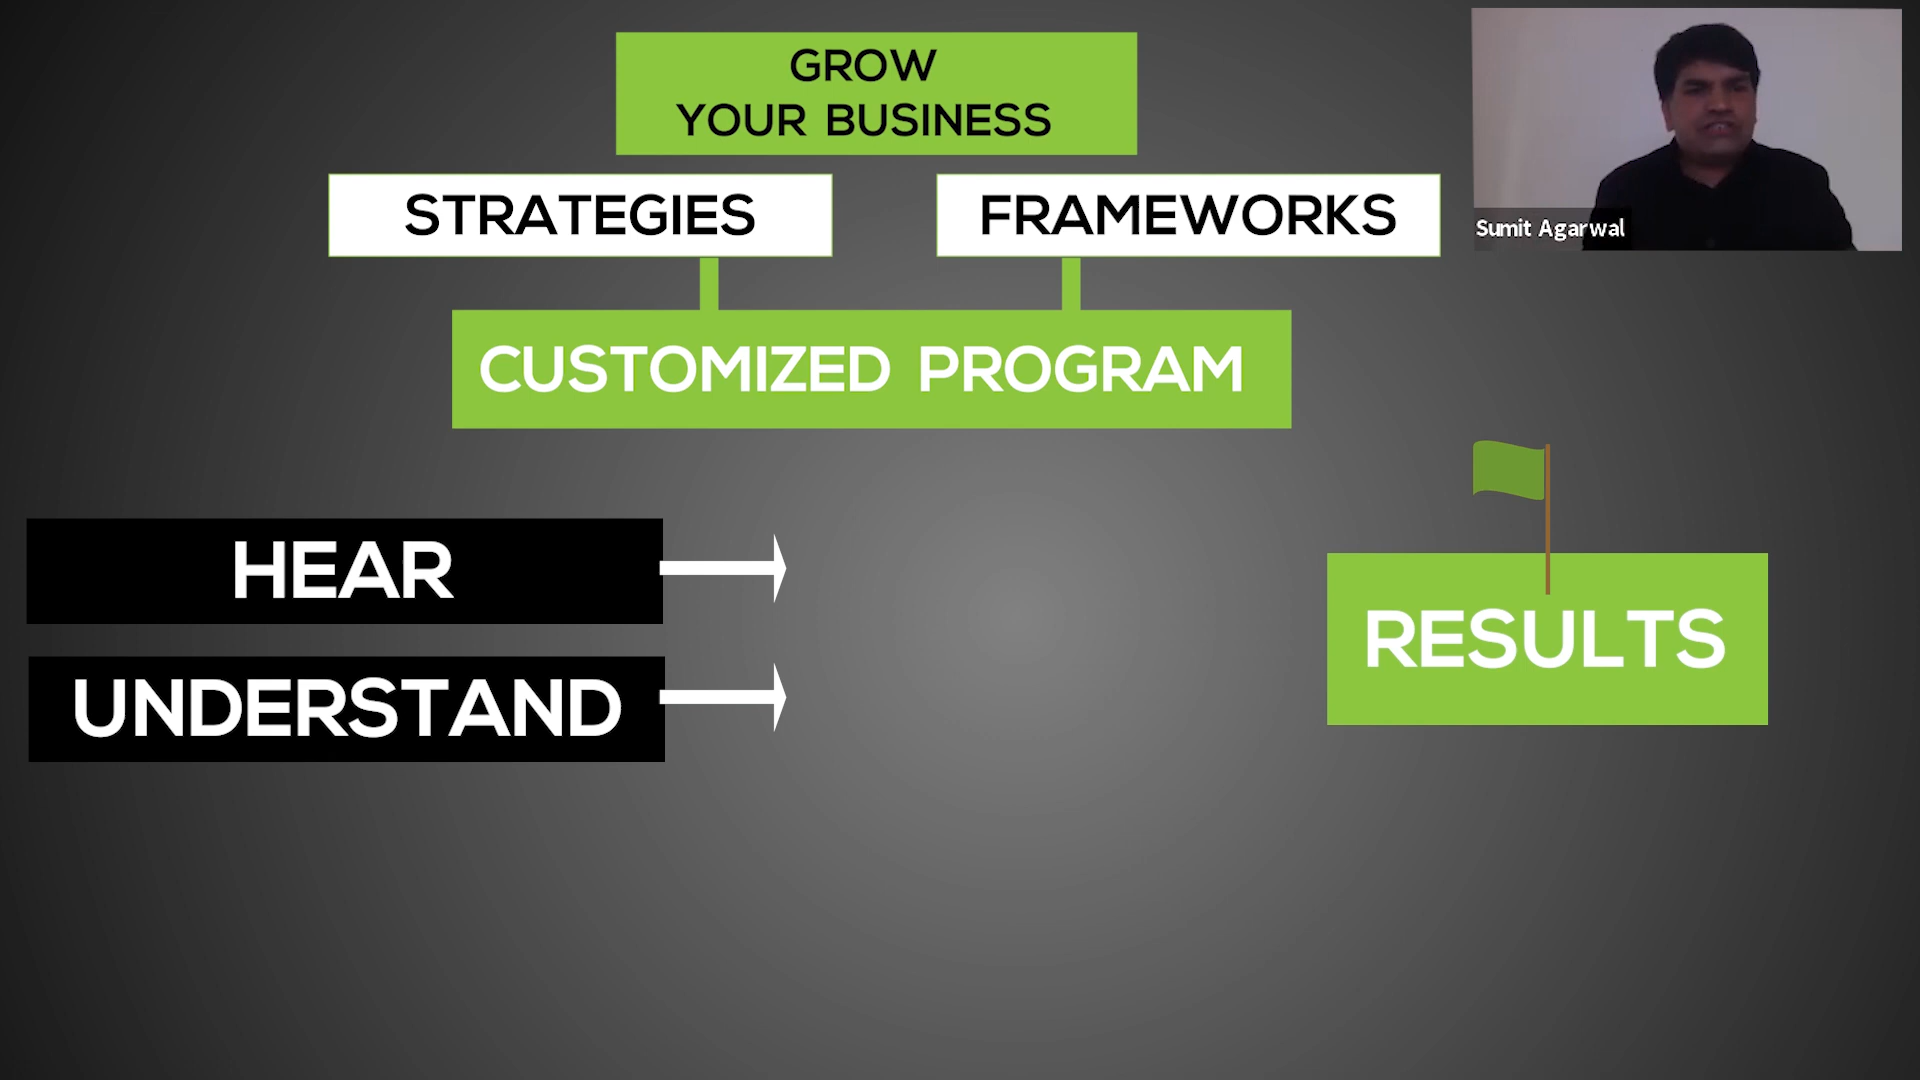 GROW
YOUR BUSINESS
STRATEGIES
FRAMEWORKS
Sumit Agarwal
CUSTOMIZED PROGRAM
HEAR
RESULTS
UNDERSTAND